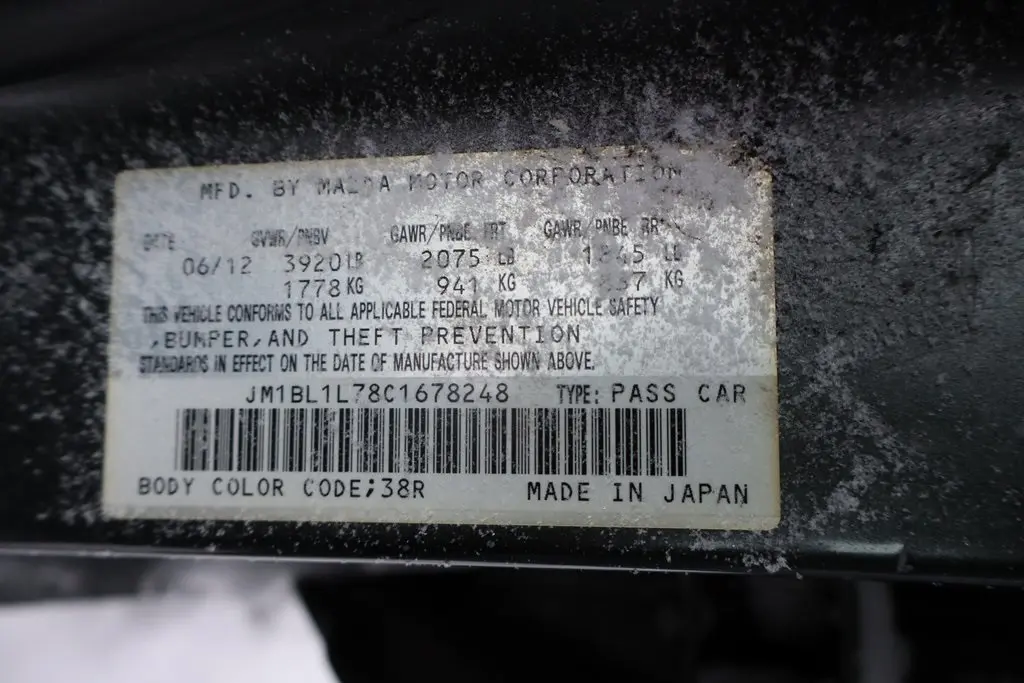 MFD. BY MAZDA MOTOR CORPORATION
DATE GVWR/PNBV GAWR/PNBE FRT GAWR/PNBE RR
06/12 3920LB 2075 LB LB
1778KG 941 KG KG
THIS VEHICLE CONFORMS TO ALL APPLICABLE FEDERAL MOTOR VEHICLE SAFETY
,BUMPER,AND THEFT PREVENTION
STANDARDS IN EFFECT ON THE DATE OF MANUFACTURE SHOWN ABOVE.
JM1BL1L78C1678248 TYPE: PASS CAR
BODY COLOR CODE;38R MADE IN JAPAN